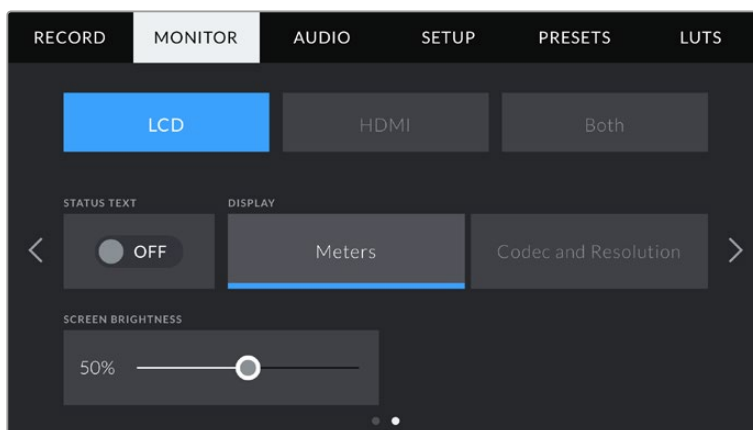 RECORD MONITOR AUDIO SETUP PRESETS LUTS
LCD HDMI Both
STATUS TEXT DISPLAY
OFF Meters Codec and Resolution
SCREEN BRIGHTNESS
50%